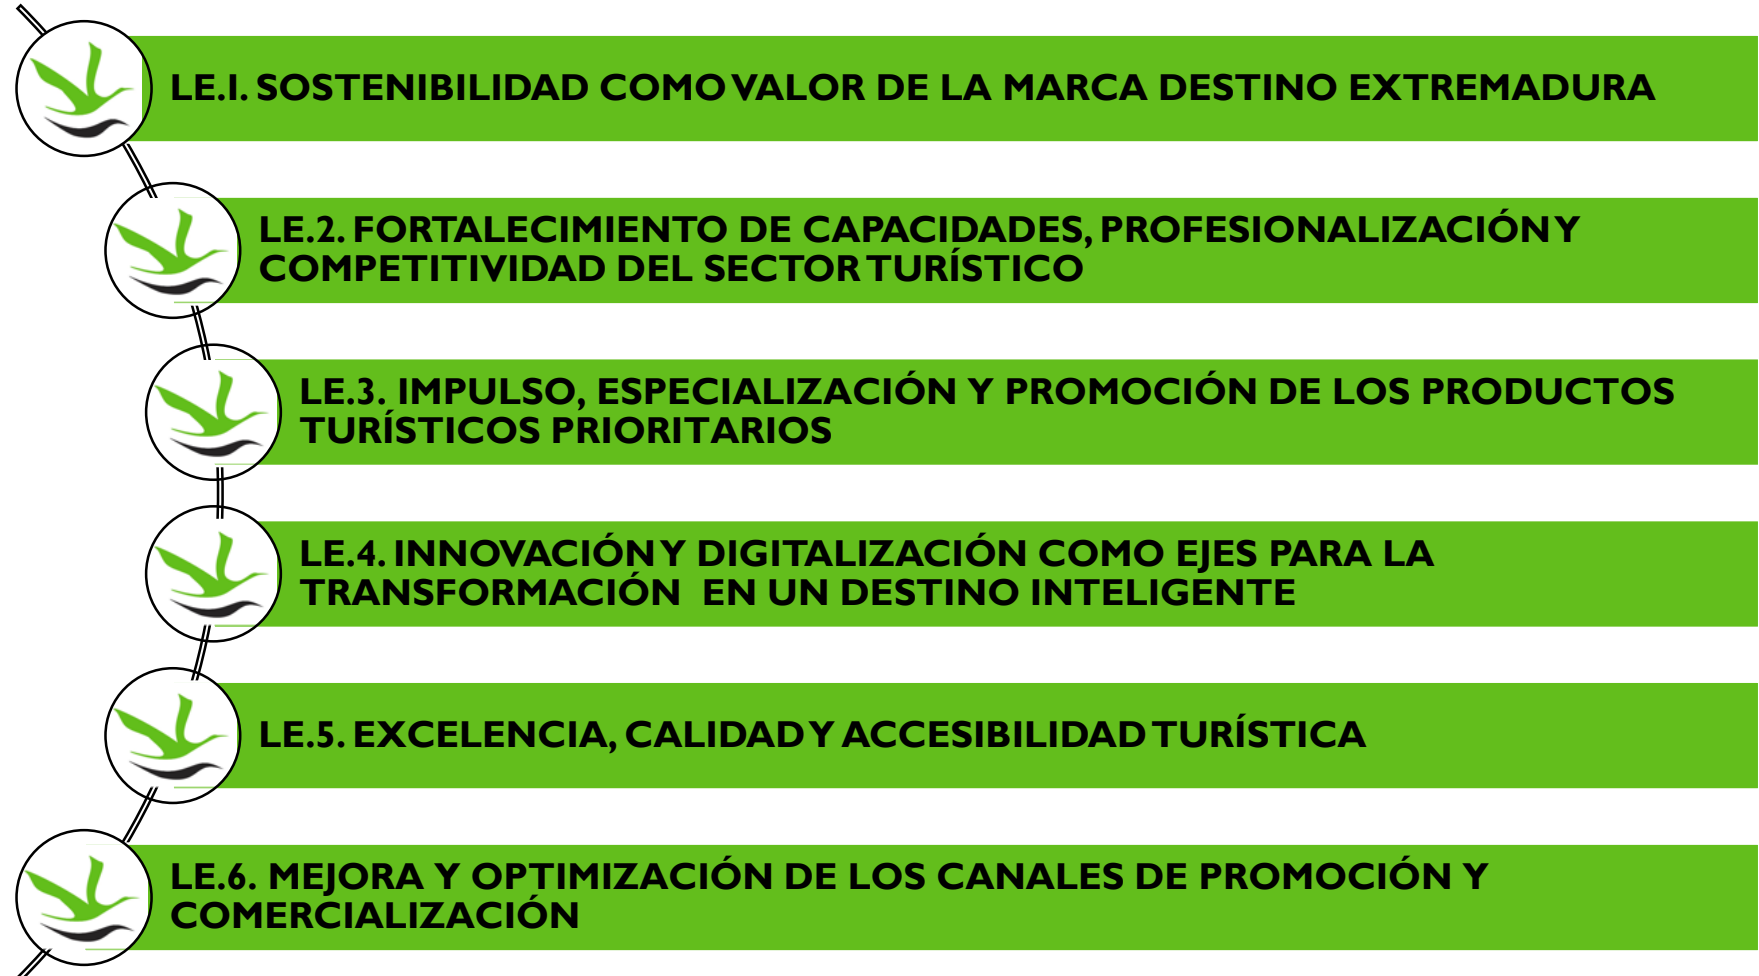 LE.1. SOSTENIBILIDAD COMO VALOR DE LA MARCA DESTINO EXTREMADURA
LE.2. FORTALECIMIENTO DE CAPACIDADES, PROFESIONALIZACIÓN Y
COMPETITIVIDAD DEL SECTOR TURÍSTICO
LE.3. IMPULSO, ESPECIALIZACIÓN Y PROMOCIÓN DE LOS PRODUCTOS
TURÍSTICOS PRIORITARIOS
LE.4. INNOVACIÓN Y DIGITALIZACIÓN COMO EJES PARA LA
TRANSFORMACIÓN EN UN DESTINO INTELIGENTE
LE.5. EXCELENCIA, CALIDAD Y ACCESIBILIDAD TURÍSTICA
LE.6. MEJORA Y OPTIMIZACIÓN DE LOS CANALES DE PROMOCIÓN Y
COMERCIALIZACIÓN